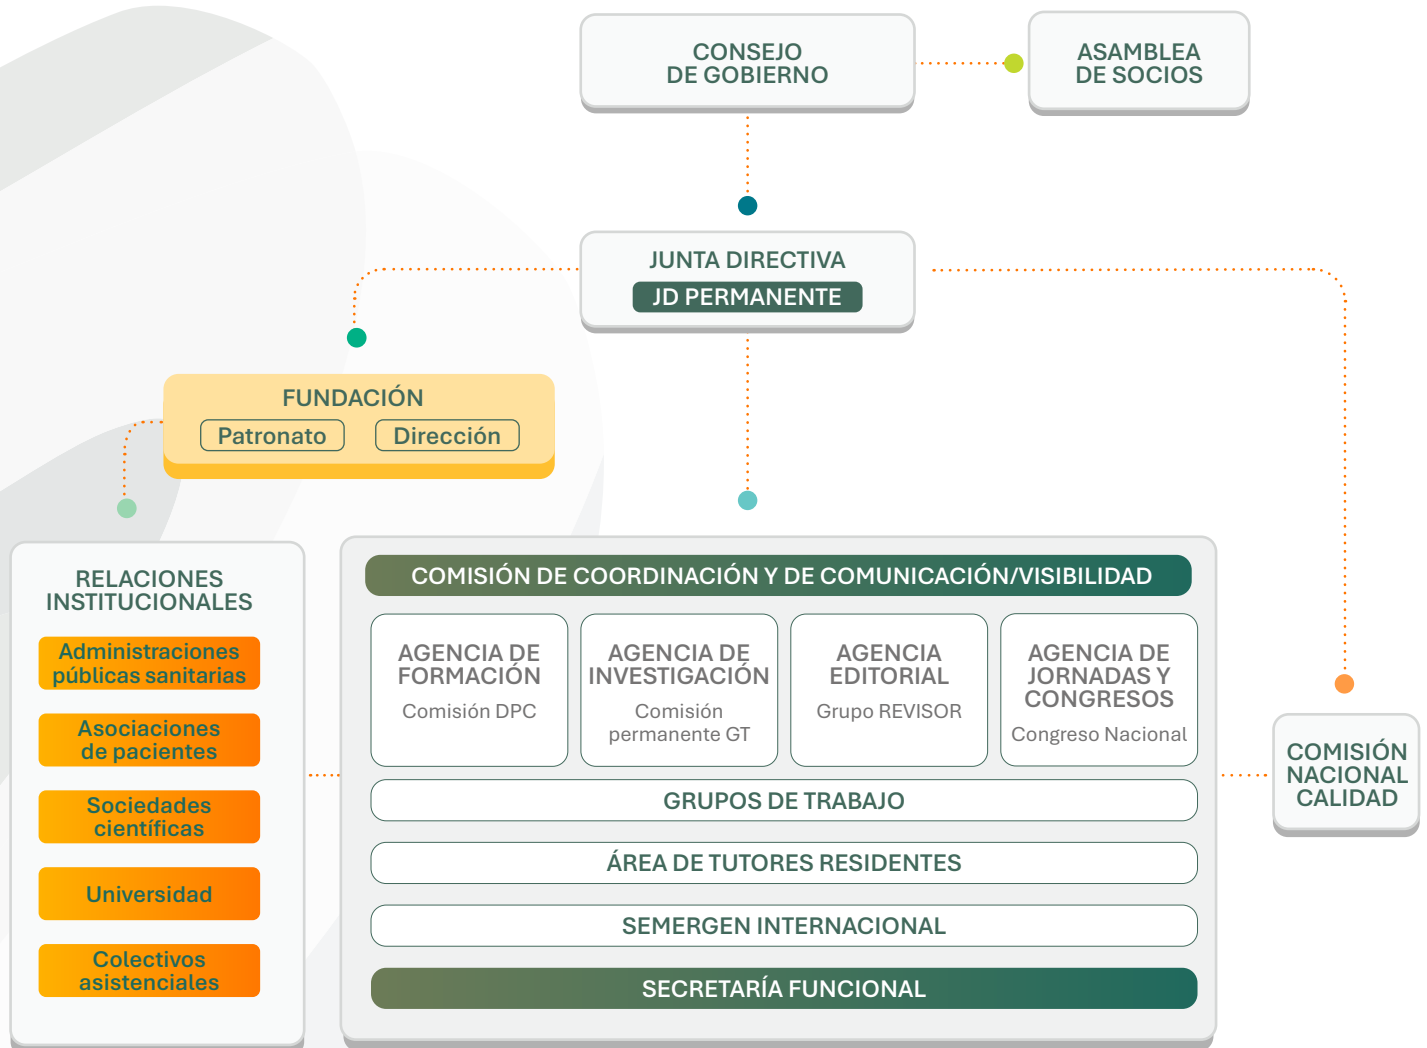 CONSEJO
DE GOBIERNO
ASAMBLEA
DE SOCIOS
JUNTA DIRECTIVA
JD PERMANENTE
FUNDACIÓN
Patronato
Dirección
RELACIONES
INSTITUCIONALES
Administraciones
públicas sanitarias
Asociaciones
de pacientes
Sociedades
científicas
Universidad
Colectivos
asistenciales
COMISIÓN DE COORDINACIÓN Y DE COMUNICACIÓN/VISIBILIDAD
AGENCIA DE
FORMACIÓN
Comisión DPC
AGENCIA DE
INVESTIGACIÓN
Comisión
permanente GT
AGENCIA
EDITORIAL
Grupo REVISOR
AGENCIA DE
JORNADAS Y
CONGRESOS
Congreso Nacional
GRUPOS DE TRABAJO
ÁREA DE TUTORES RESIDENTES
SEMERGEN INTERNACIONAL
SECRETARÍA FUNCIONAL
COMISIÓN
NACIONAL
CALIDAD